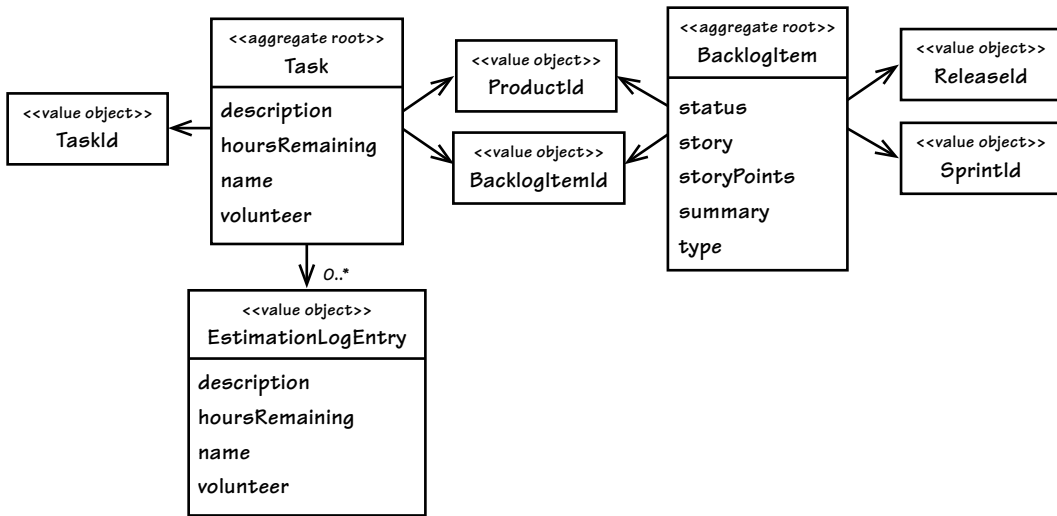 <<aggregate root>>
Task
description
hoursRemaining
name
volunteer
<<value object>>
TaskId
<<value object>>
ProductId
<<value object>>
BacklogItemId
<<aggregate root>>
BacklogItem
status
story
storyPoints
summary
type
<<value object>>
ReleaseId
<<value object>>
SprintId
0..*
<<value object>>
EstimationLogEntry
description
hoursRemaining
name
volunteer